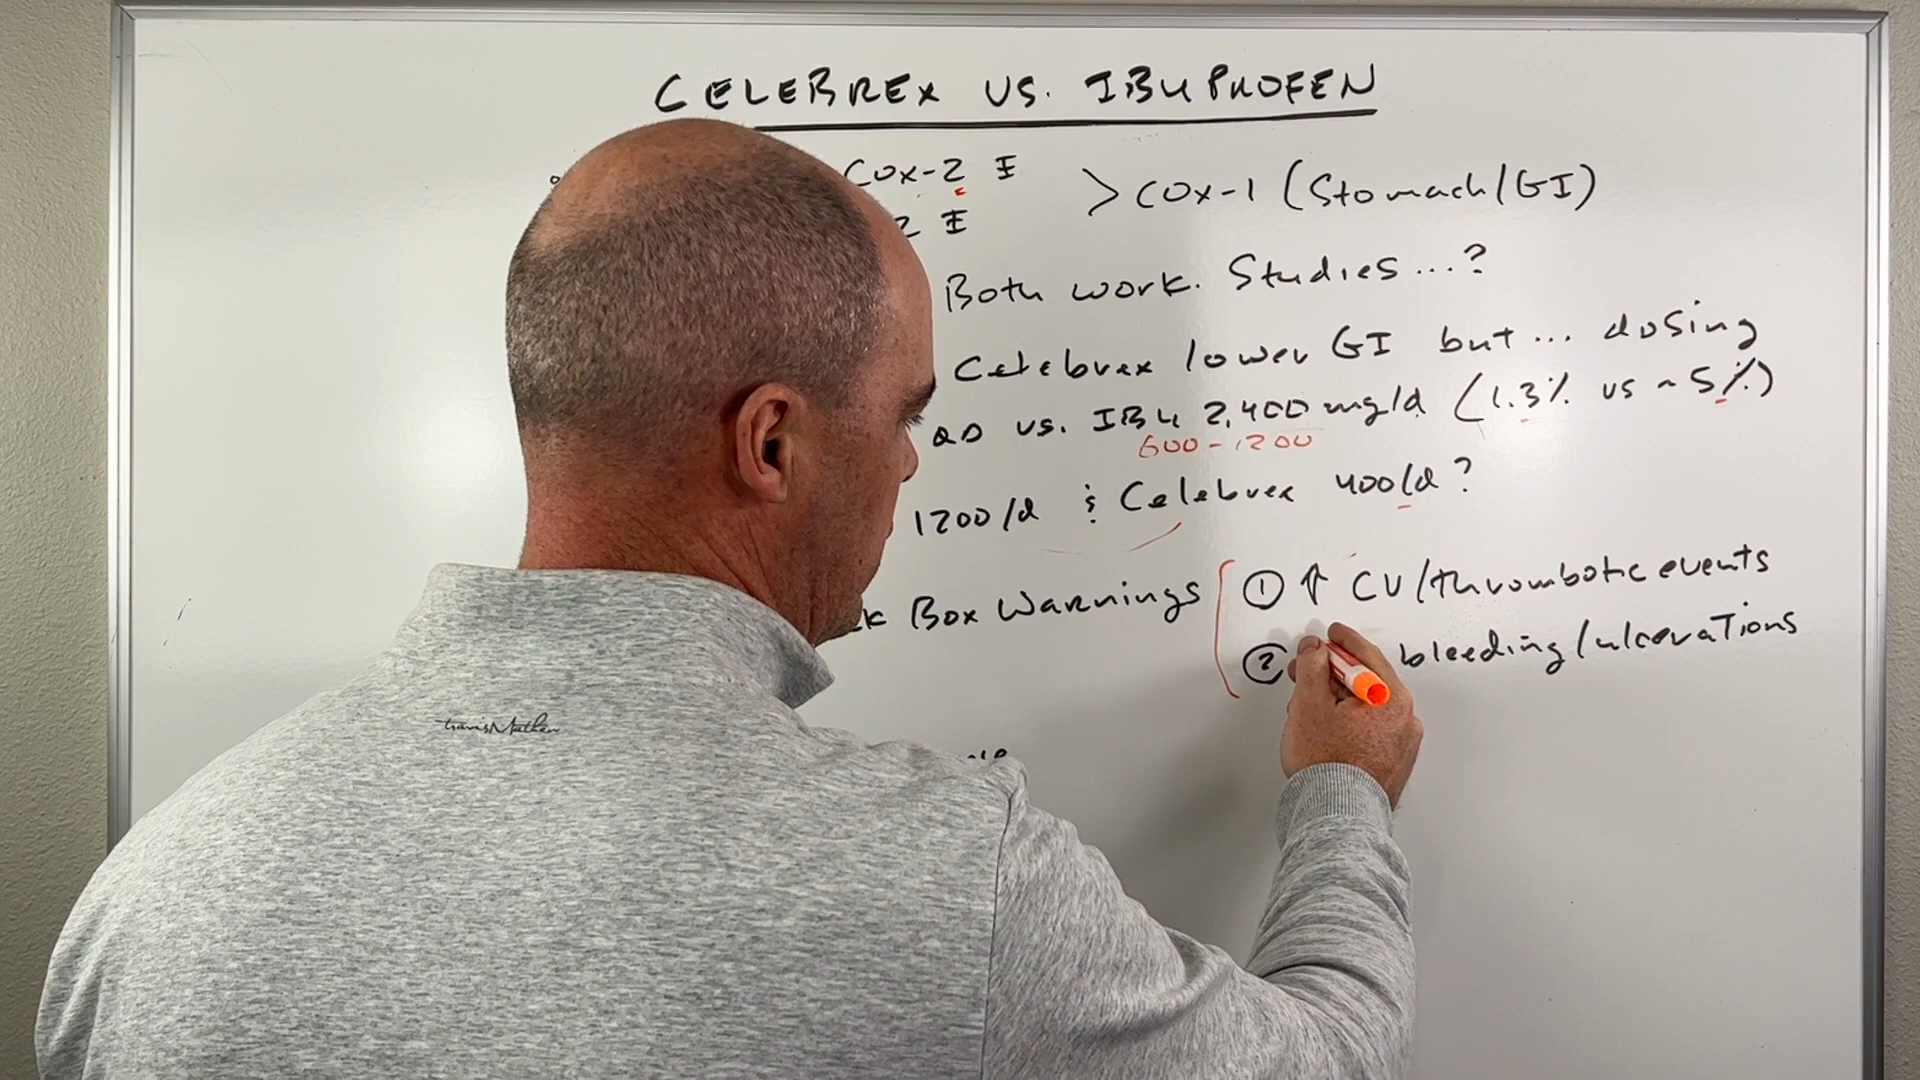 CELEBREX VS. IBUPROFEN
COX-2 I
2 I
> COX-1 (Stomach/GI)
Both work. Studies...?
Celebrex lower GI but... dosing
QD vs. IBU 2,400 mg/d (1.3% vs ~5%)
600-1200
1200/d & Celebrex 400/d?
k Box Warnings
① ↑ CV/thrombotic events
② bleeding/ulcerations
TravisMathew